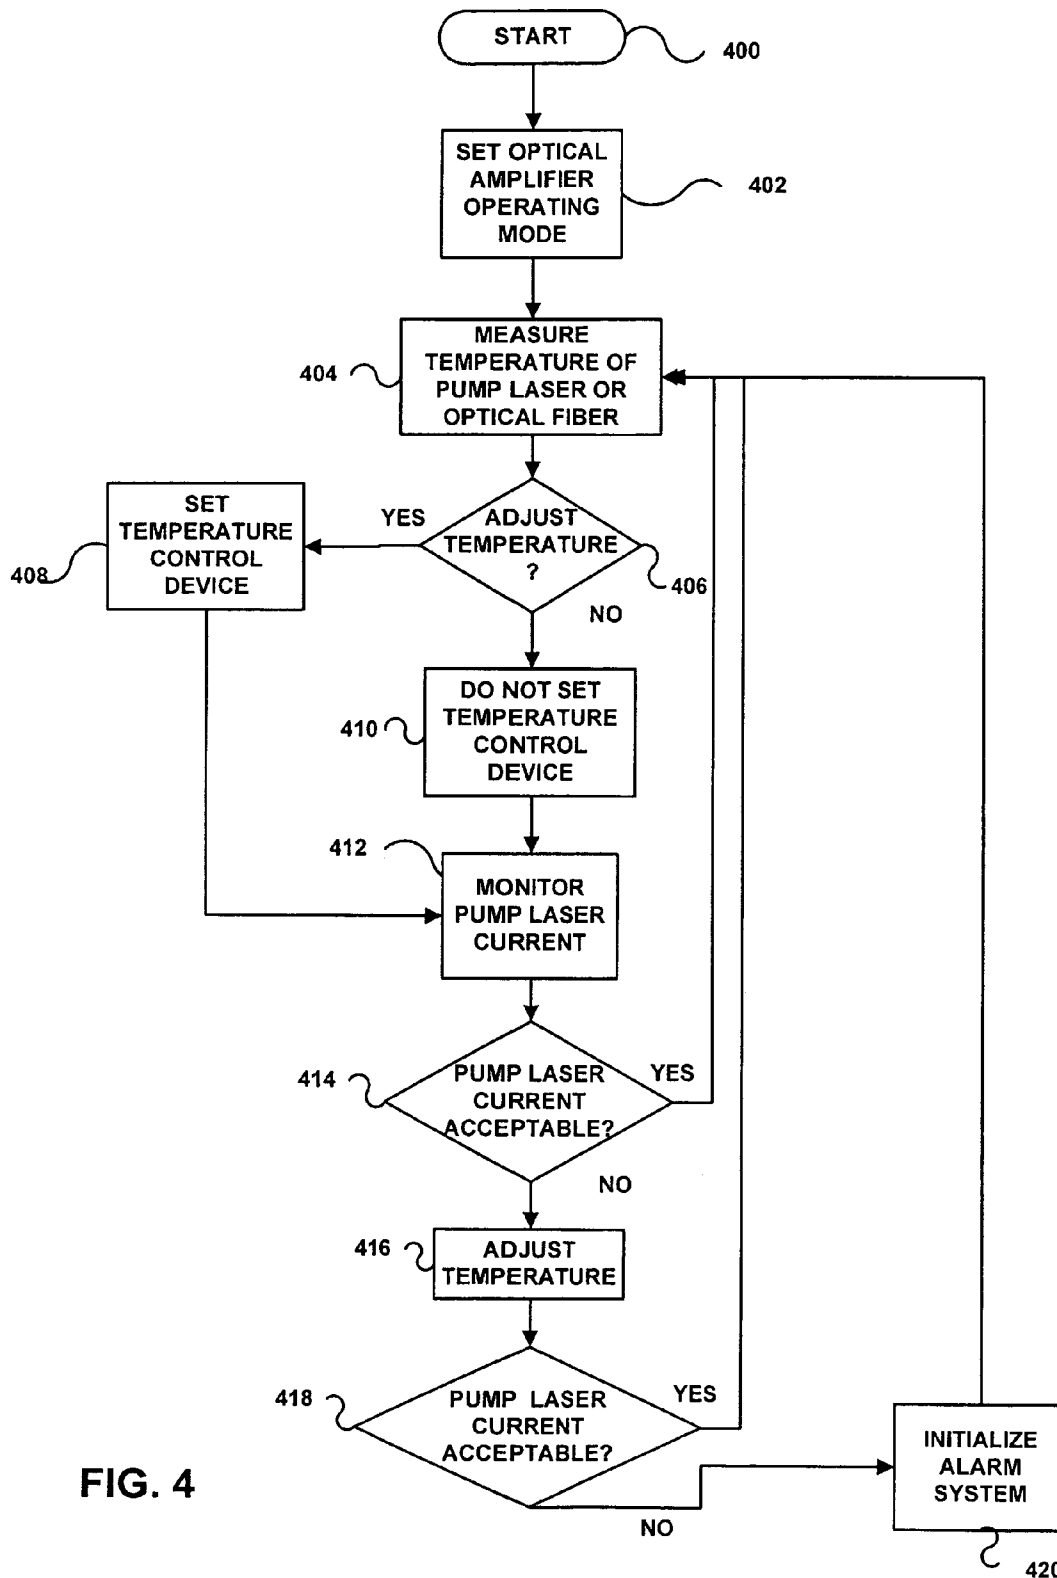 START
400
SET OPTICAL
AMPLIFIER
OPERATING
MODE
402
MEASURE
TEMPERATURE OF
PUMP LASER OR
OPTICAL FIBER
404
SET
TEMPERATURE
CONTROL
DEVICE
408
YES
ADJUST
TEMPERATURE
?
406
NO
DO NOT SET
TEMPERATURE
CONTROL
DEVICE
410
412
MONITOR
PUMP LASER
CURRENT
414
PUMP LASER
CURRENT
ACCEPTABLE?
YES
NO
416
ADJUST
TEMPERATURE
418
PUMP LASER
CURRENT
ACCEPTABLE?
YES
NO
INITIALIZE
ALARM
SYSTEM
420
FIG. 4